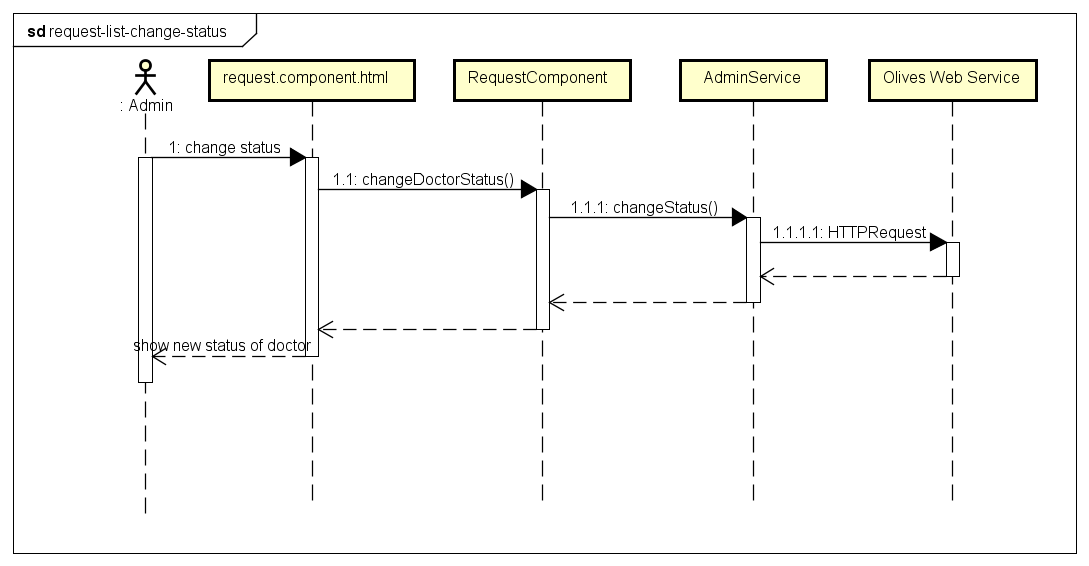 sd request-list-change-status
request.component.html
RequestComponent
AdminService
Olives Web Service
: Admin
1: change status
1.1: changeDoctorStatus()
1.1.1: changeStatus()
1.1.1.1: HTTPRequest
show new status of doctor